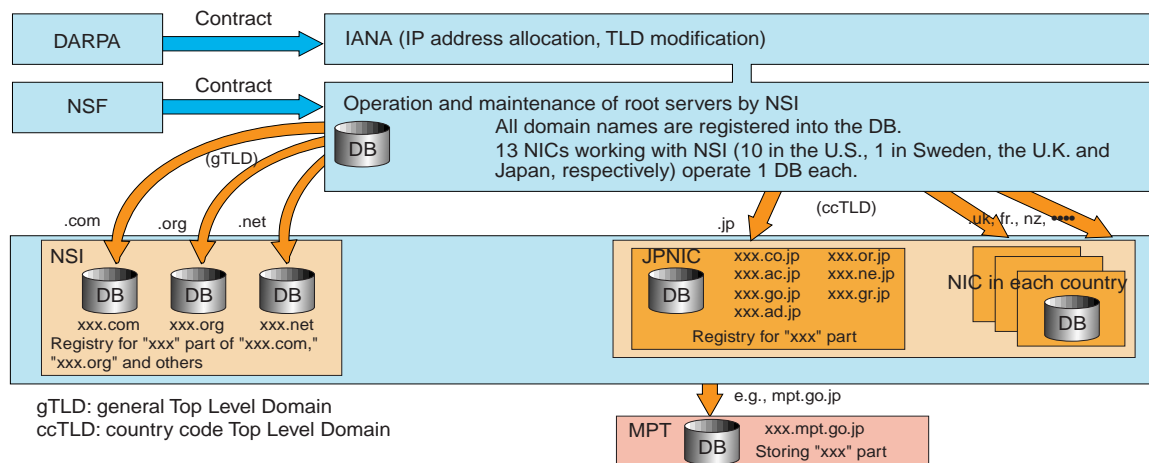 DARPA
Contract
IANA (IP address allocation, TLD modification)
NSF
Contract
Operation and maintenance of root servers by NSI
All domain names are registered into the DB.
13 NICs working with NSI (10 in the U.S., 1 in Sweden, the U.K. and
Japan, respectively) operate 1 DB each.
DB
(gTLD)
(ccTLD)
.com
.org
.net
.jp
.uk, fr., nz, ••••
NSI
DB
DB
DB
xxx.com
xxx.org
xxx.net
Registry for "xxx" part of "xxx.com,"
"xxx.org" and others
JPNIC
DB
xxx.co.jp
xxx.or.jp
xxx.ac.jp
xxx.ne.jp
xxx.go.jp
xxx.gr.jp
xxx.ad.jp
Registry for "xxx" part
NIC in each country
DB
gTLD: general Top Level Domain
ccTLD: country code Top Level Domain
e.g., mpt.go.jp
MPT
DB
xxx.mpt.go.jp
Storing "xxx" part